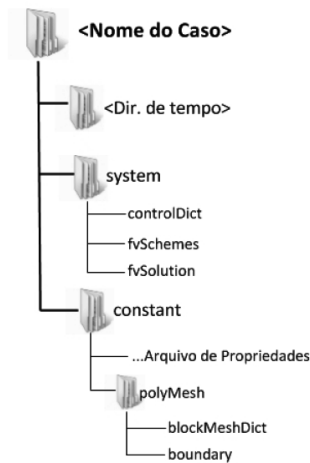 <Nome do Caso>
<Dir. de tempo>
system
controlDict
fvSchemes
fvSolution
constant
...Arquivo de Propriedades
polyMesh
blockMeshDict
boundary